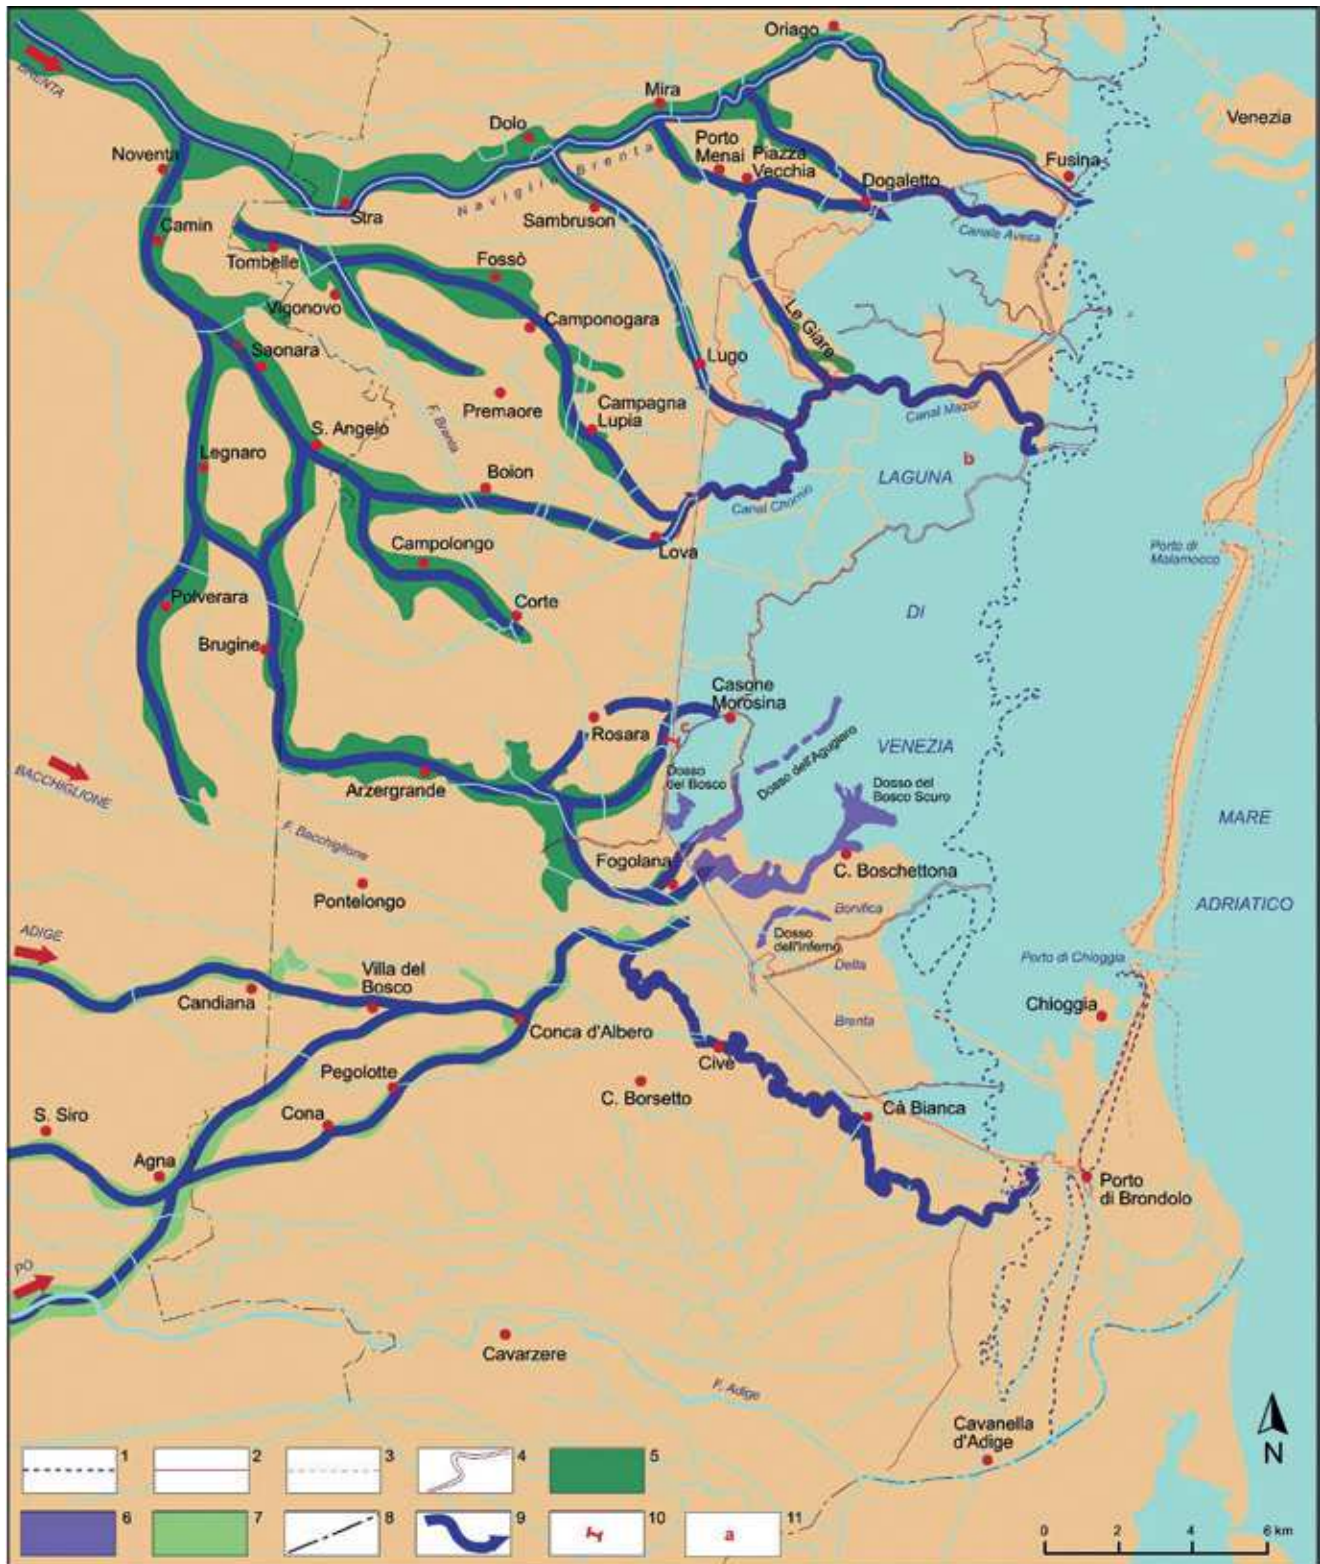 Oriago
BRENTA
Mira
Venezia
Dolo
Noventa
Porto
Menai
Piazza
Vecchia
Fusina
Naviglio Brenta
Dogaletto
Stra
Sambruson
Camin
Canale Avesa
Tombelle
Fossò
Vigonovo
Camponogara
Le Giare
Saonara
Lugo
Premaore
Campagna
Lupia
Canal Mazor
F. Brenta
S. Angelo
Legnaro
b
LAGUNA
Boion
Canal Chornio
Campolongo
Lova
Porto di
Malamocco
Polverara
Corte
DI
Brugine
Casone
Morosina
Rosara
c
VENEZIA
Dosso
del Bosco
Dosso dell'Agugiaro
Dosso del
Bosco Scuro
BACCHIGLIONE
Arzergrande
MARE
F. Bacchiglione
Fogolana
C. Boschettona
Pontelongo
Bonifica
ADRIATICO
ADIGE
Dosso
dell'Inferno
Della
Porto di Chioggia
Villa del
Bosco
Candiana
Chioggia
Brenta
Conca d'Albero
Civè
Pegolotte
C. Borsetto
S. Siro
Cona
Cà Bianca
Agna
Porto
di Brondolo
PO
Cavarzere
F. Adige
Cavanella
d'Adige
N
1 2 3 4 5
6 7 8 9 10 a 11
0 2 4 6 km